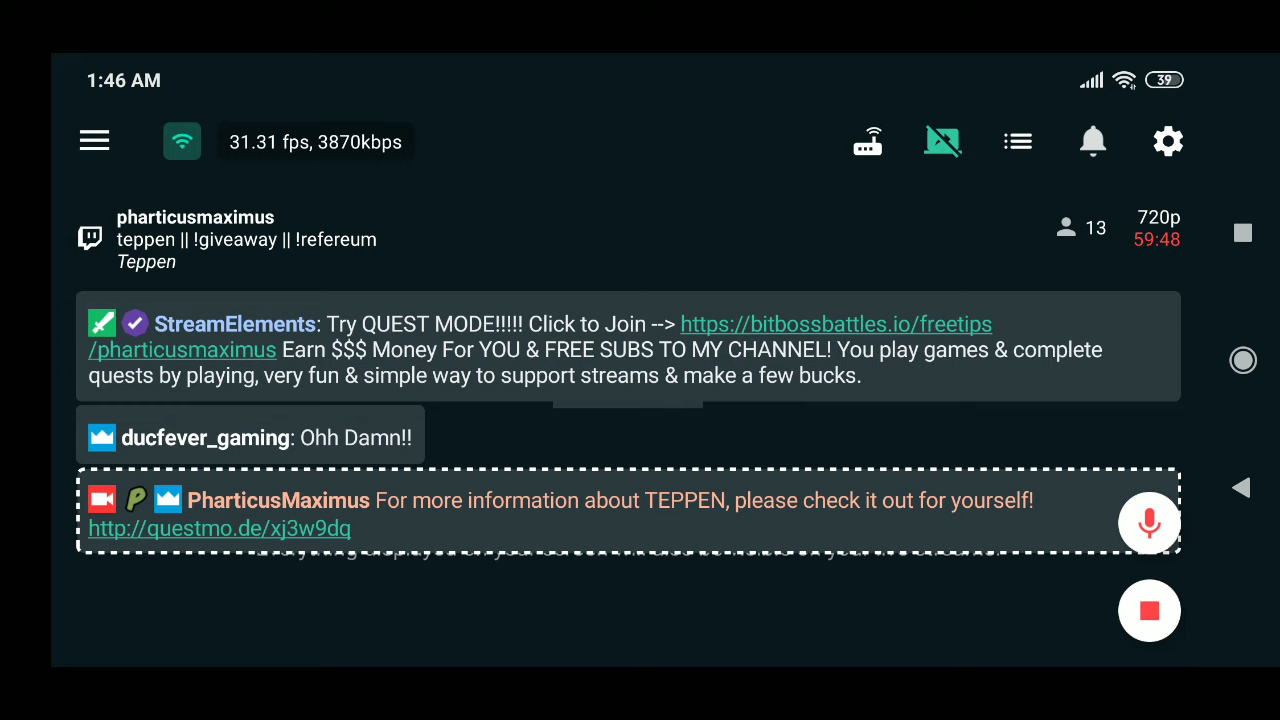 1:46 AM
39
31.31 fps, 3870kbps
pharticusmaximus
teppen || !giveaway || !refereum
Teppen
13
720p
59:48
StreamElements: Try QUEST MODE!!!!! Click to Join --> https://bitbossbattles.io/freetips
/pharticusmaximus Earn $$$ Money For YOU & FREE SUBS TO MY CHANNEL! You play games & complete
quests by playing, very fun & simple way to support streams & make a few bucks.
ducfever_gaming: Ohh Damn!!
PharticusMaximus For more information about TEPPEN, please check it out for yourself!
http://questmo.de/xj3w9dq